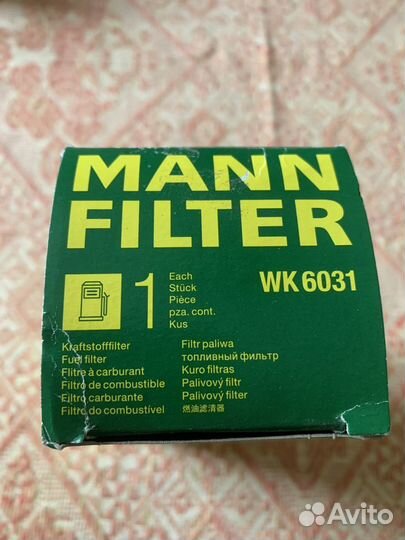 MANN
FILTER
1
Each
Stück
Pièce
pza. cont.
Kus
WK 6031
Kraftstofffilter
Fuel filter
Filtre à carburant
Filtro de combustible
Filtro carburante
Filtro do combustível
Filtr paliwa
топливный фильтр
Kuro filtras
Palivový filtr
Palivový filter
燃油滤清器
Avito